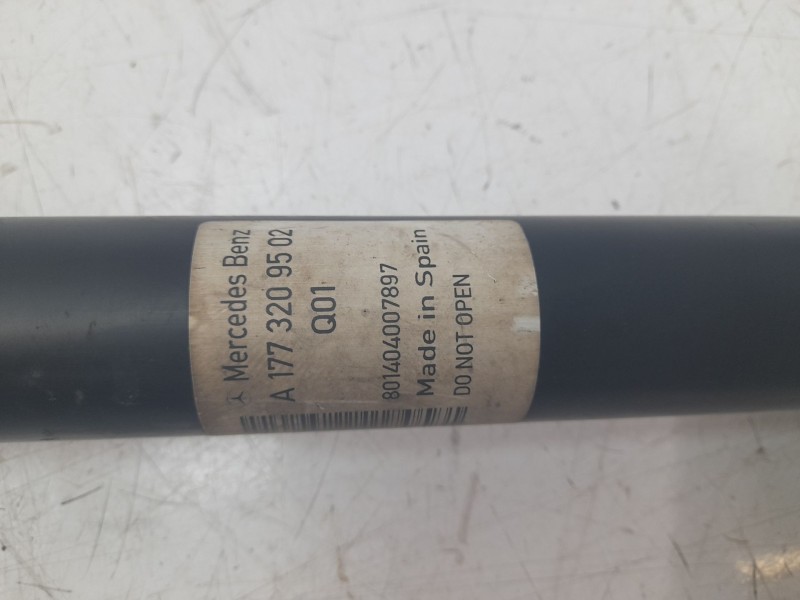 Mercedes Benz
A 177 320 95 02
Q01
801404007897
Made in Spain
DO NOT OPEN